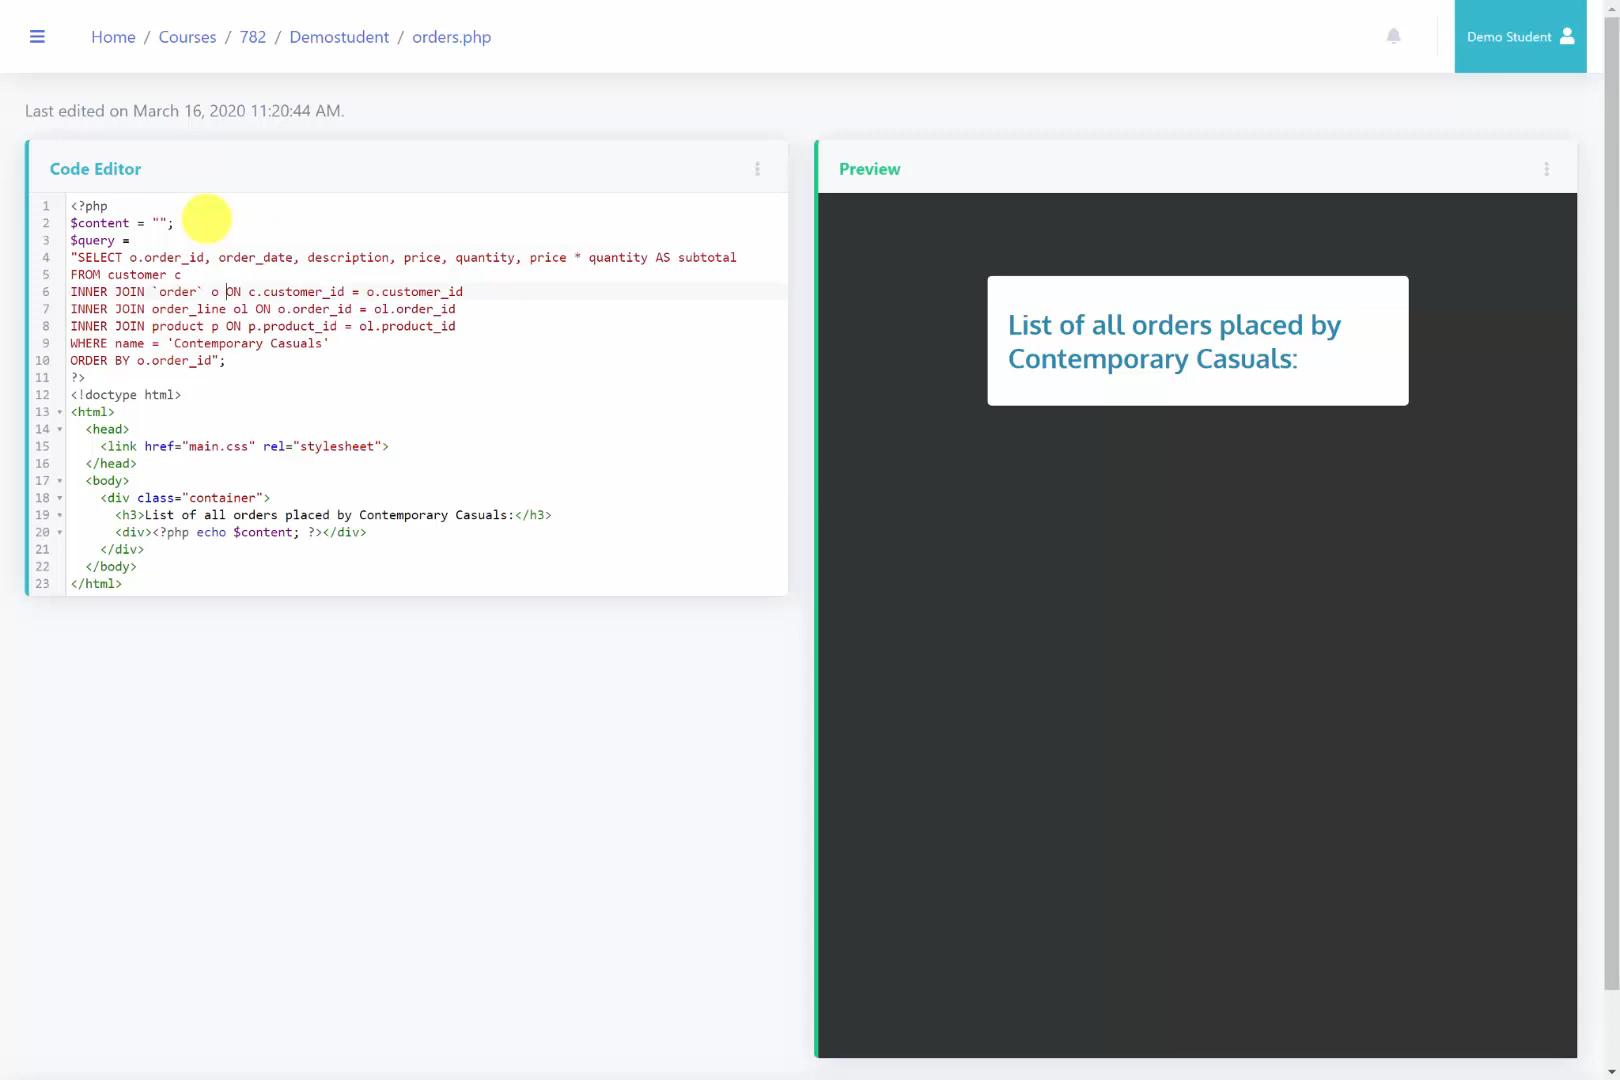 Home / Courses / 782 / Demostudent / orders.php
Demo Student
Last edited on March 16, 2020 11:20:44 AM.
Code Editor
1 <?php
2 $content = "";
3 $query =
4 "SELECT o.order_id, order_date, description, price, quantity, price * quantity AS subtotal
5 FROM customer c
6 INNER JOIN `order` o ON c.customer_id = o.customer_id
7 INNER JOIN order_line ol ON o.order_id = ol.order_id
8 INNER JOIN product p ON p.product_id = ol.product_id
9 WHERE name = 'Contemporary Casuals'
10 ORDER BY o.order_id";
11 ?>
12 <!doctype html>
13 <html>
14 <head>
15 <link href="main.css" rel="stylesheet">
16 </head>
17 <body>
18 <div class="container">
19 <h3>List of all orders placed by Contemporary Casuals:</h3>
20 <div><?php echo $content; ?></div>
21 </div>
22 </body>
23 </html>
Preview
List of all orders placed by
Contemporary Casuals: